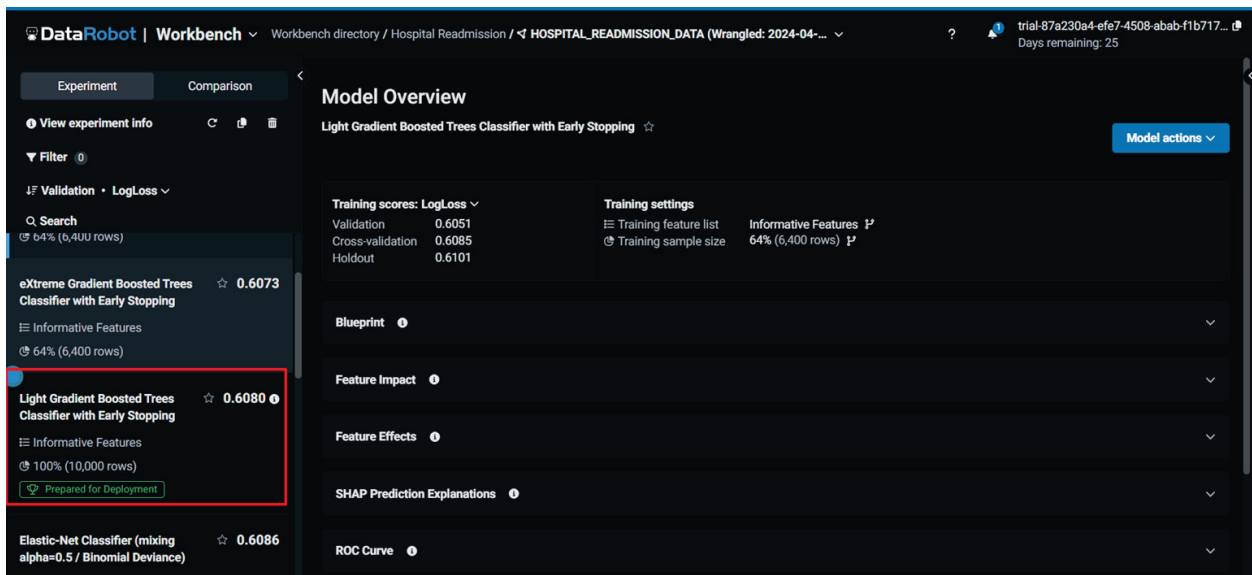 DataRobot | Workbench Workbench directory / Hospital Readmission / HOSPITAL_READMISSION_DATA (Wrangled: 2024-04-... ? 1 trial-87a230a4-efe7-4508-abab-f1b717...
Days remaining: 25
Experiment Comparison
View experiment info
Filter 0
Validation • LogLoss
Search
64% (6,400 rows)
eXtreme Gradient Boosted Trees 0.6073
Classifier with Early Stopping
Informative Features
64% (6,400 rows)
Light Gradient Boosted Trees 0.6080
Classifier with Early Stopping
Informative Features
100% (10,000 rows)
Prepared for Deployment
Elastic-Net Classifier (mixing 0.6086
alpha=0.5 / Binomial Deviance)
Model Overview
Light Gradient Boosted Trees Classifier with Early Stopping
Model actions
Training scores: LogLoss
Validation 0.6051
Cross-validation 0.6085
Holdout 0.6101
Training settings
Training feature list Informative Features
Training sample size 64% (6,400 rows)
Blueprint
Feature Impact
Feature Effects
SHAP Prediction Explanations
ROC Curve